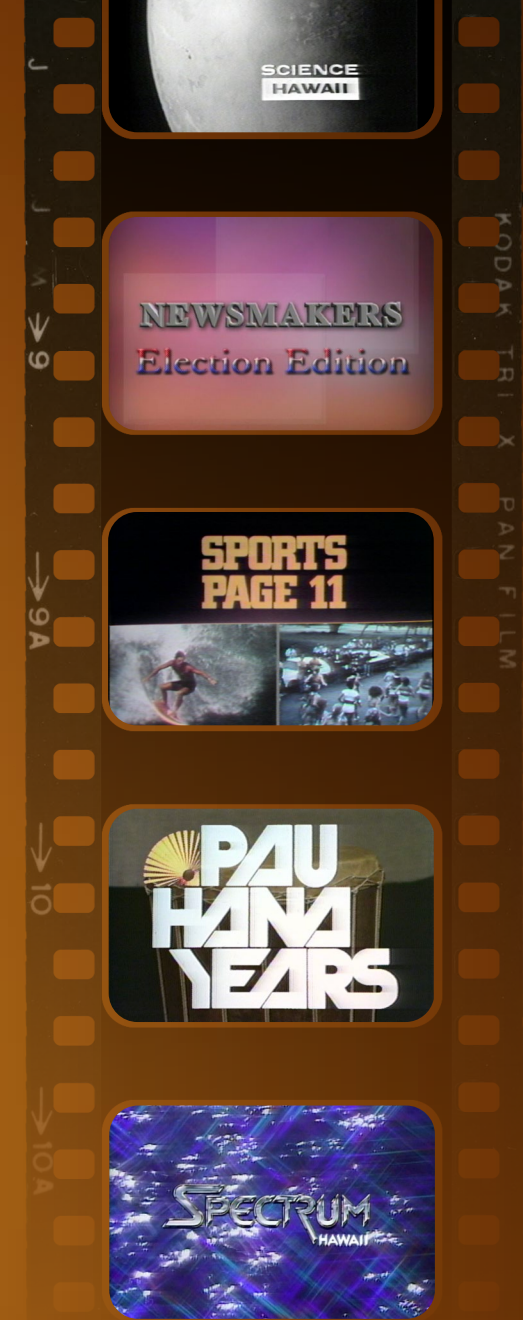 SCIENCE
HAWAII
NEWSMAKERS
Election Edition
SPORTS
PAGE 11
PAU
HANA
YEARS
SPECTRUM
HAWAII
J
J
M
→9
→9A
→10
→10A
KODAK TRI X PAN FILM